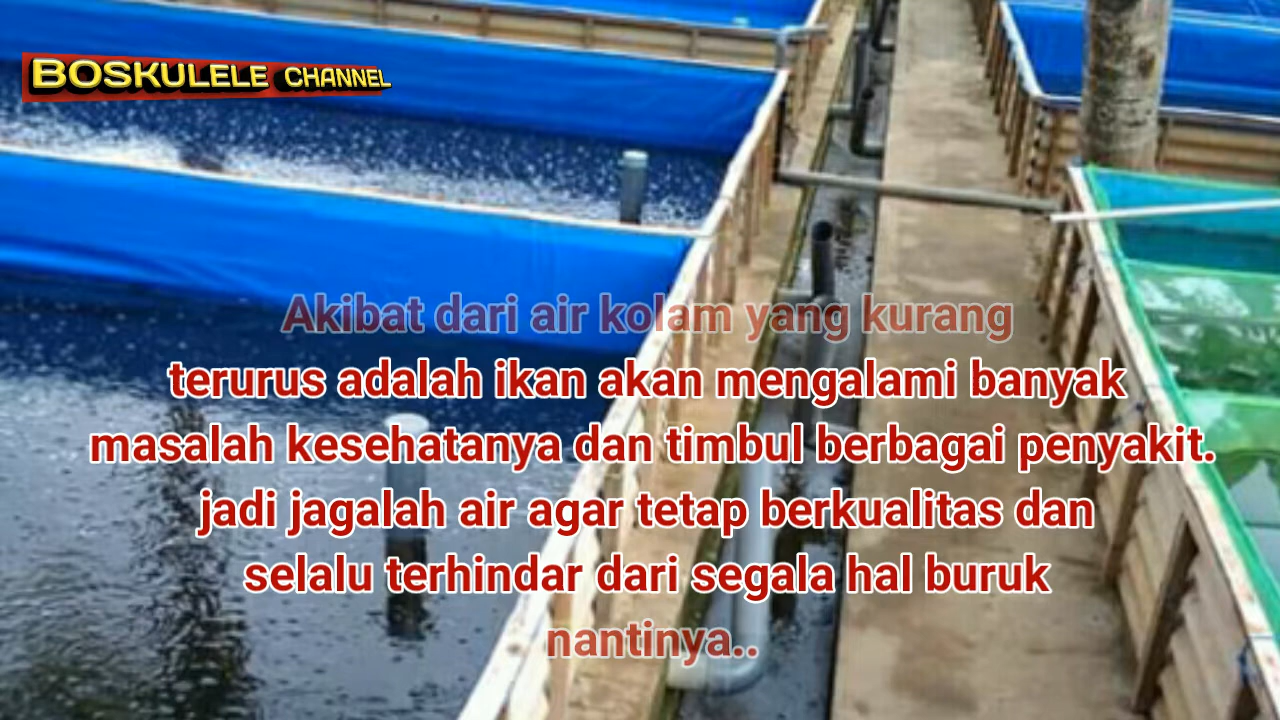 BOSKULELE CHANNEL
Akibat dari air kolam yang kurang
terurus adalah ikan akan mengalami banyak
masalah kesehatanya dan timbul berbagai penyakit.
jadi jagalah air agar tetap berkualitas dan
selalu terhindar dari segala hal buruk
nantinya..